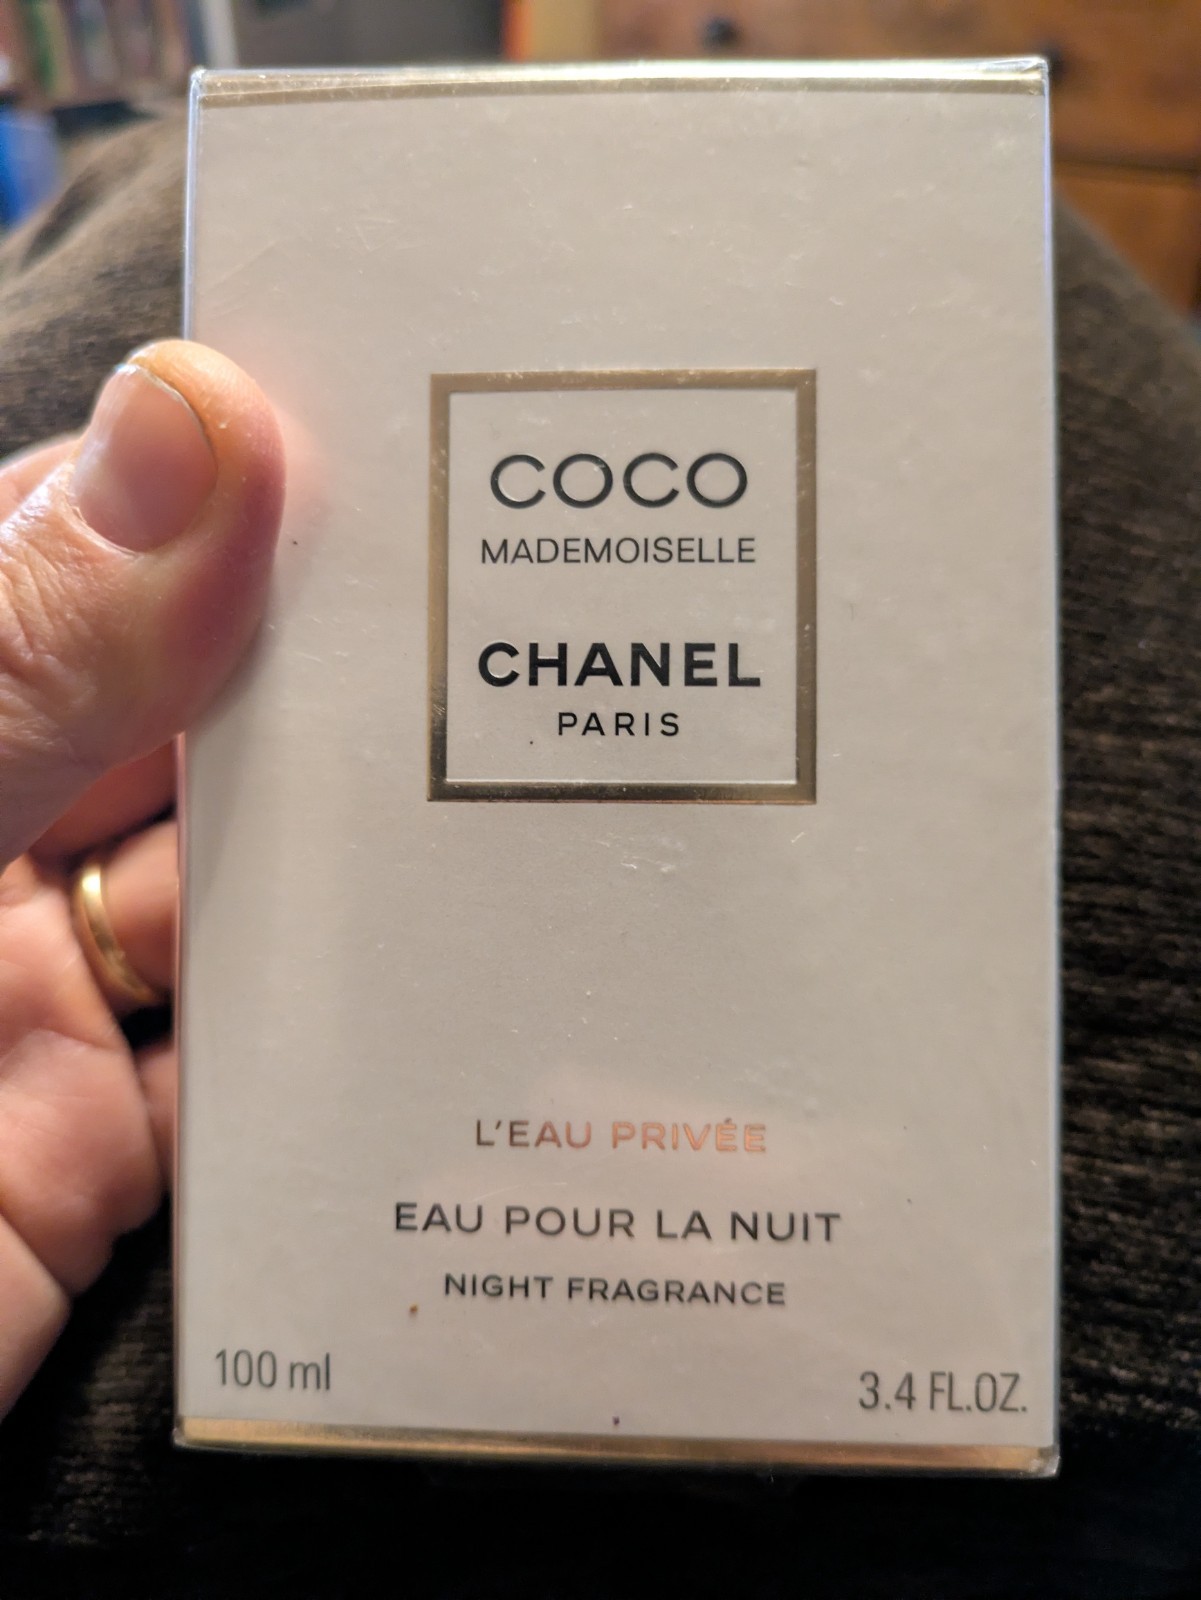 COCO
MADEMOISELLE
CHANEL
PARIS
L'EAU PRIVÉE
EAU POUR LA NUIT
NIGHT FRAGRANCE
100 ml
3.4 FL.OZ.